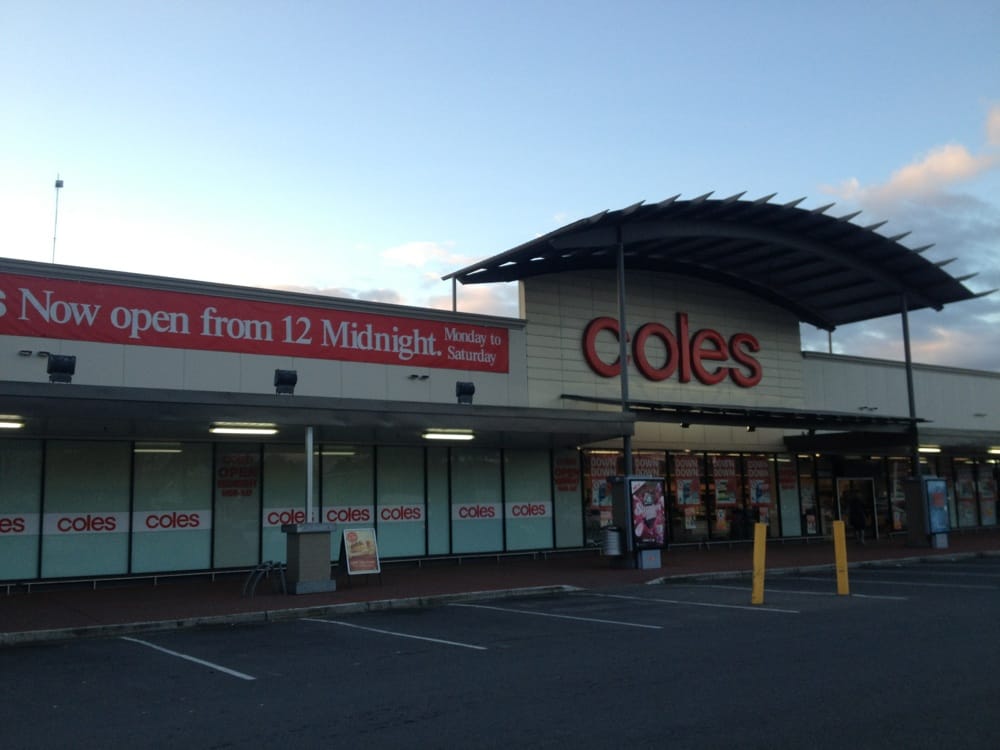 s Now open from 12 Midnight. Monday to
Saturday
coles
OPEN
DOWN DOWN DOWN DOWN
es
coles
coles
coles
coles
coles
coles
coles